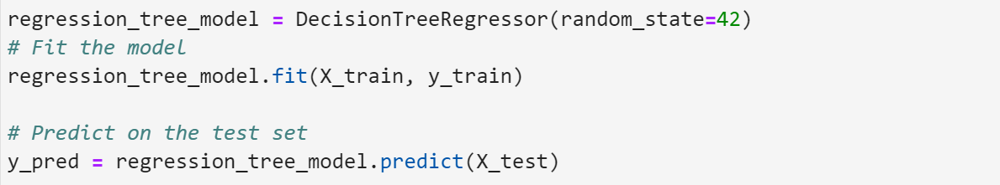 regression_tree_model = DecisionTreeRegressor(random_state=42)
# Fit the model
regression_tree_model.fit(X_train, y_train)
# Predict on the test set
y_pred = regression_tree_model.predict(X_test)